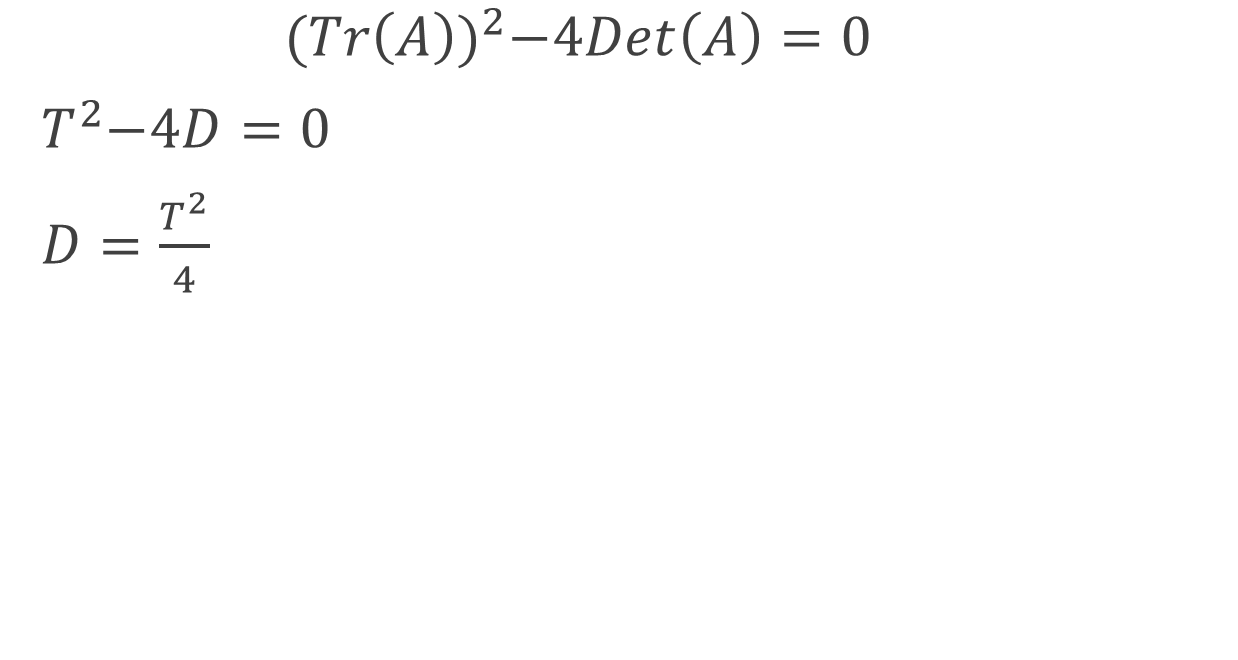 (Tr(A))²−4Det(A) = 0
T²−4D = 0
D = T²/4